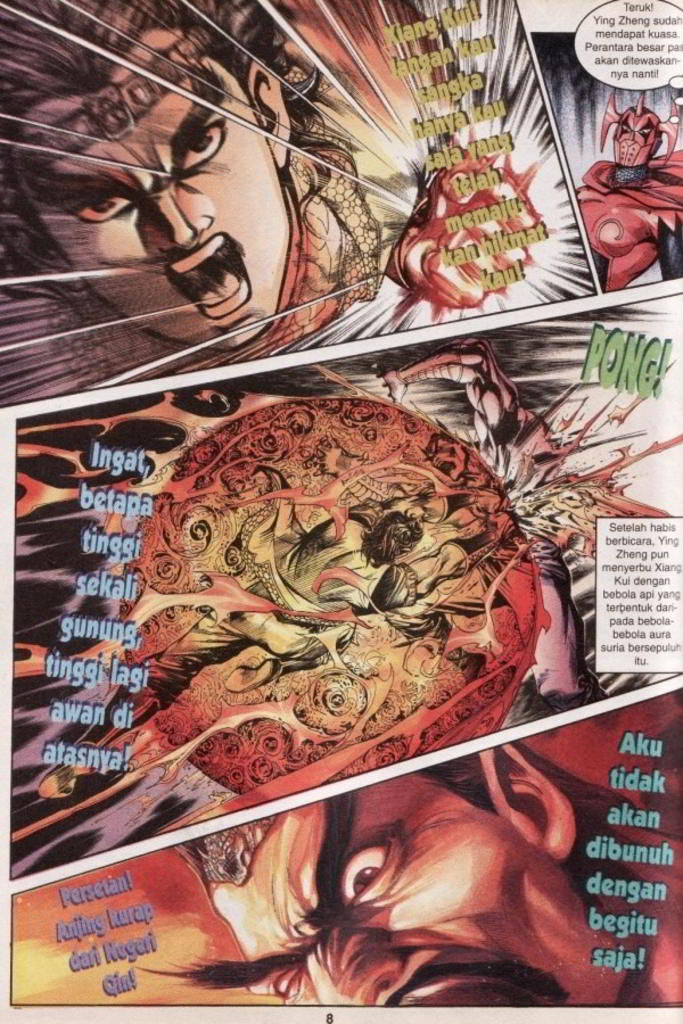 Xiang Kui!
Jangan kau
sangka
hanya kau
saja yang
telah
memaju
kan hikmat
kau!
Teruk!
Ying Zheng sudah
mendapat kuasa.
Perantara besar pas
akan ditewaskan-
nya nanti!
PONG!
Ingat,
betapa
tinggi
sekali
gunung,
tinggi lagi
awan di
atasnya!
Setelah habis
berbicara, Ying
Zheng pun
menyerbu Xiang
Kui dengan
bebola api yang
terbentuk dari-
pada bebola-
bebola aura
suria bersepuluh
itu.
Aku
tidak
akan
dibunuh
dengan
begitu
saja!
Persetan!
Anjing kurap
dari Negeri
Qin!
8